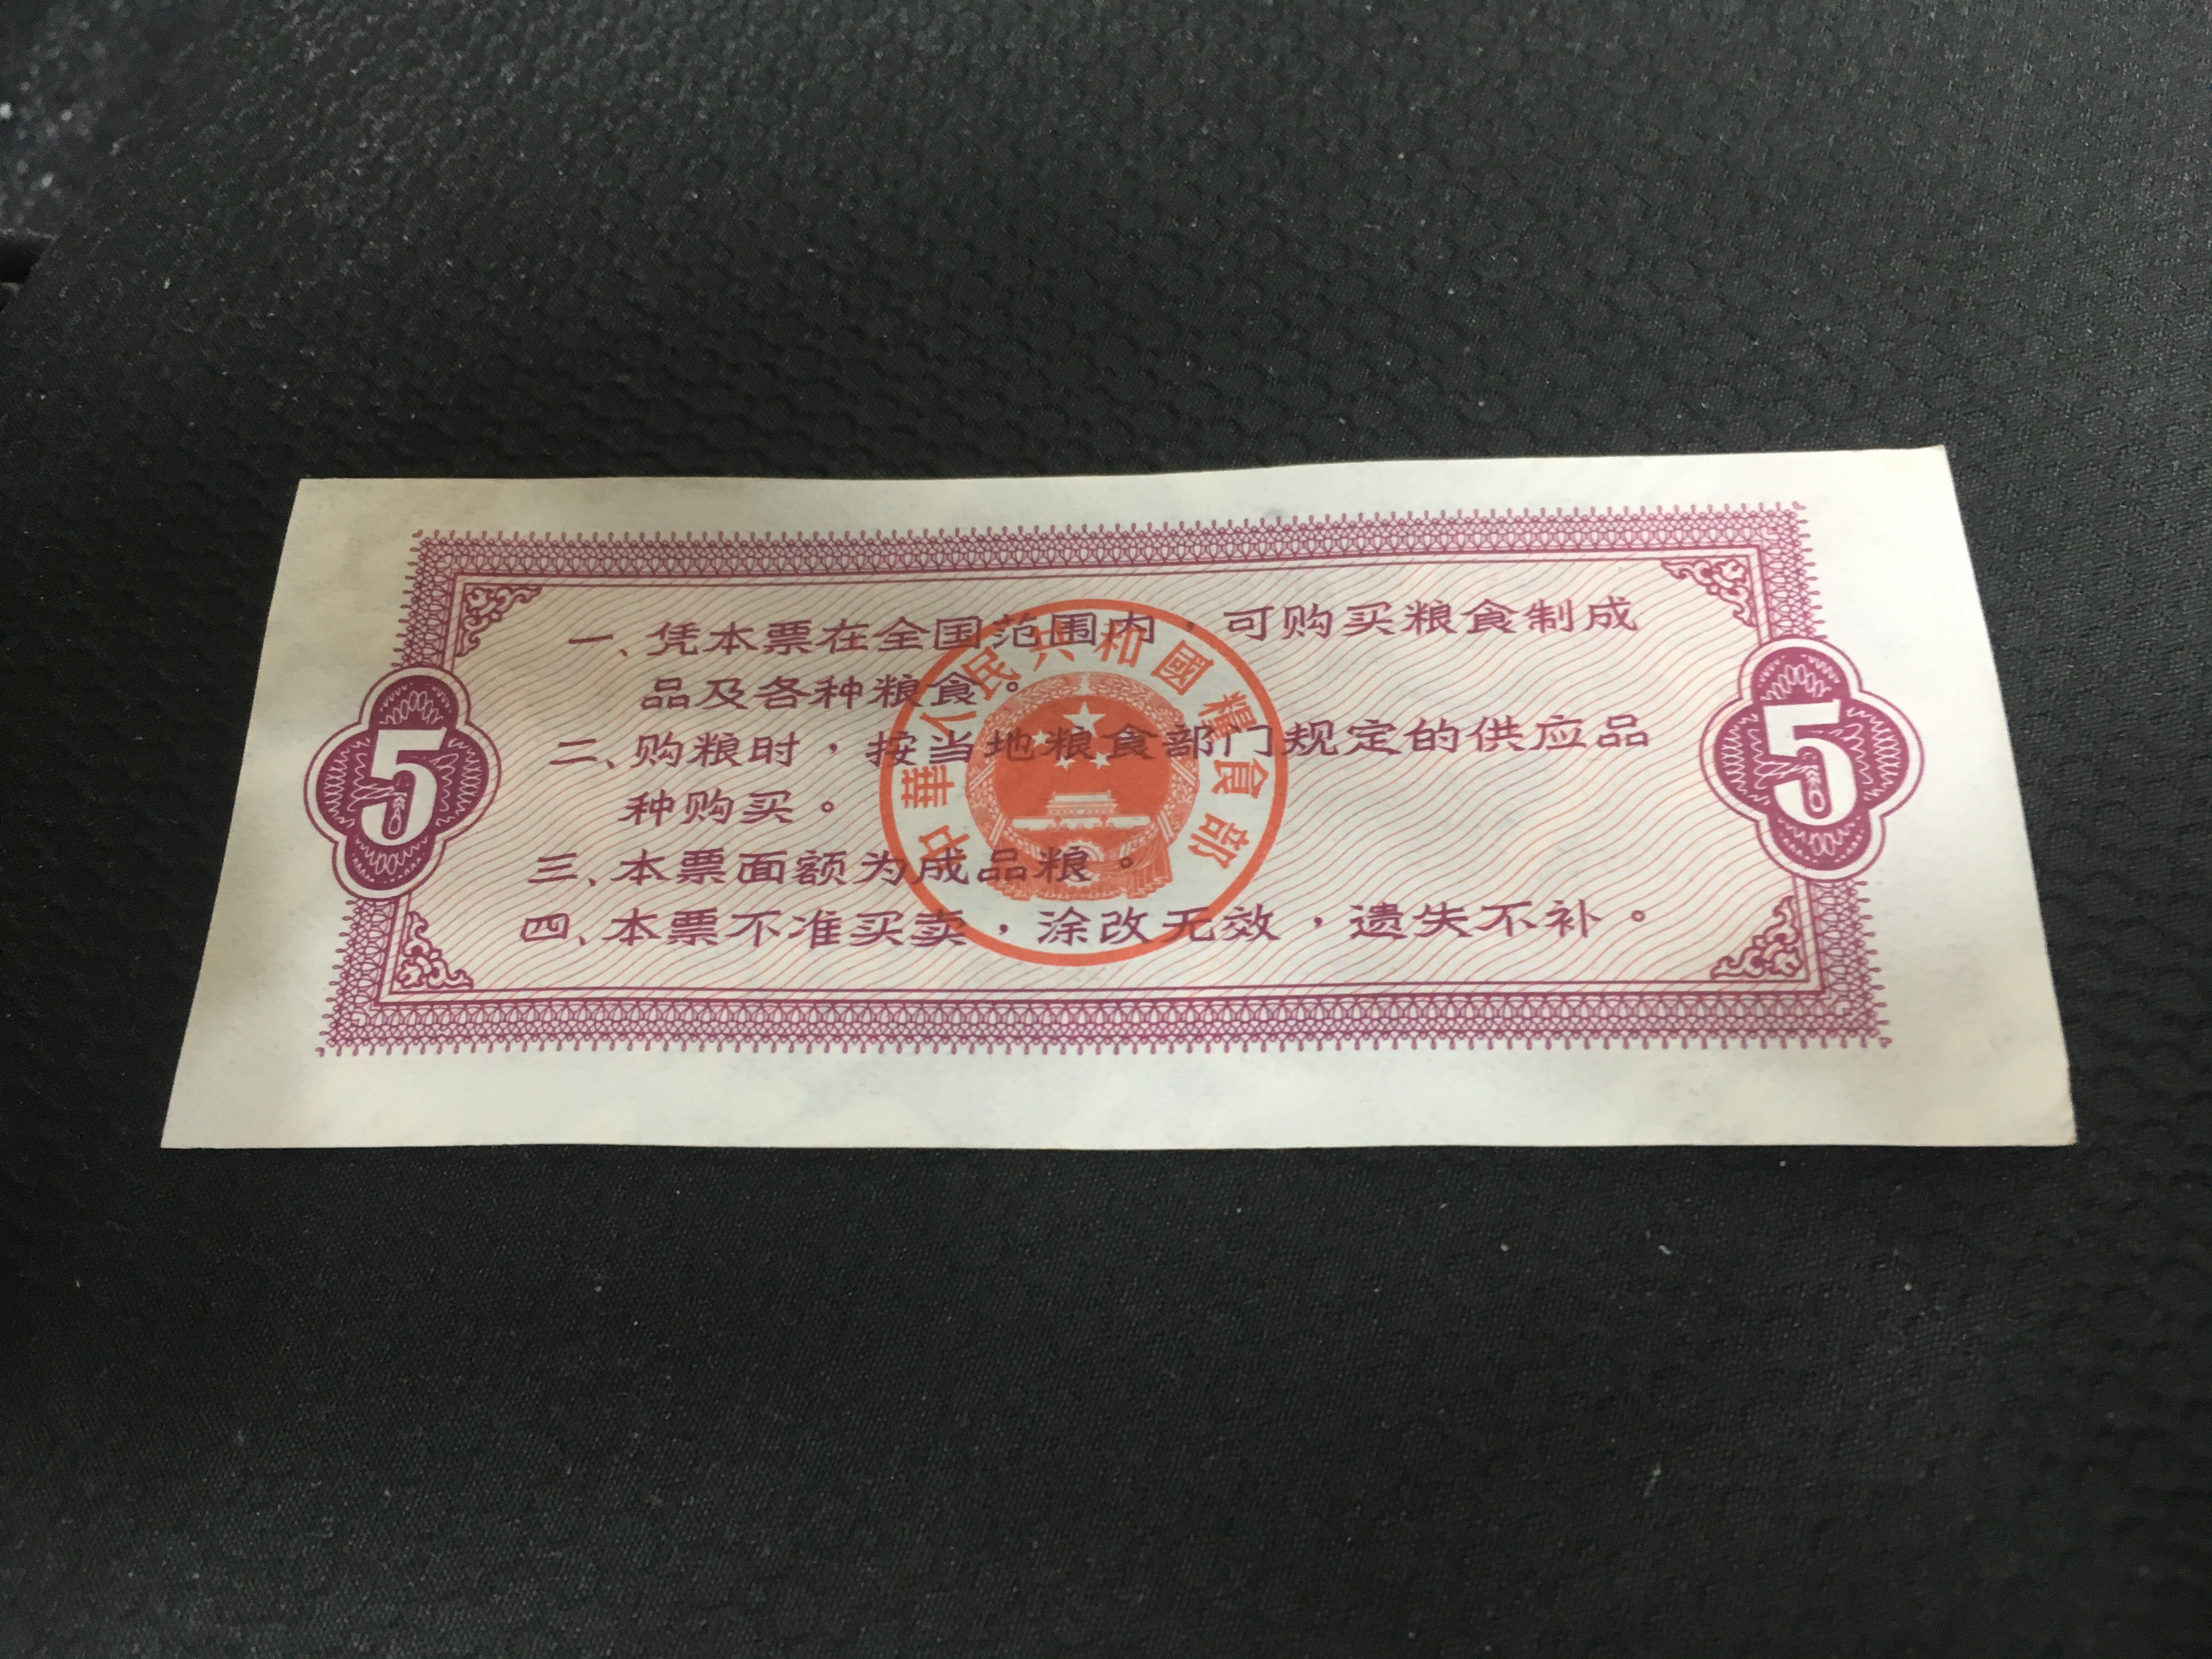 一、凭本票在全国范围内，可购买粮食制成
品及各种粮食。
二、购粮时，按当地粮食部门规定的供应品
种购买。
三、本票面额为成品粮。
四、本票不准买卖，涂改无效，遗失不补。
5
5
中華人民共和國糧食部